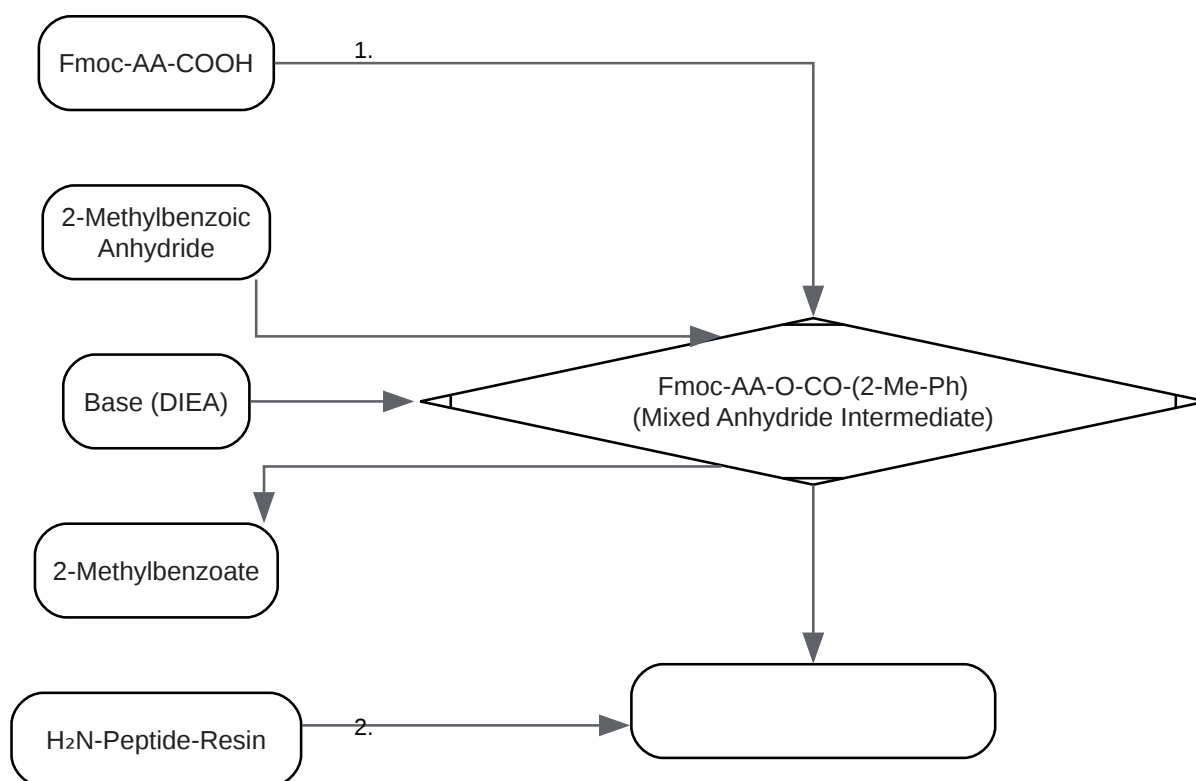 Fmoc-AA-COOH
1.
2-Methylbenzoic
Anhydride
Base (DIEA)
Fmoc-AA-O-CO-(2-Me-Ph)
(Mixed Anhydride Intermediate)
2-Methylbenzoate
H₂N-Peptide-Resin
2.